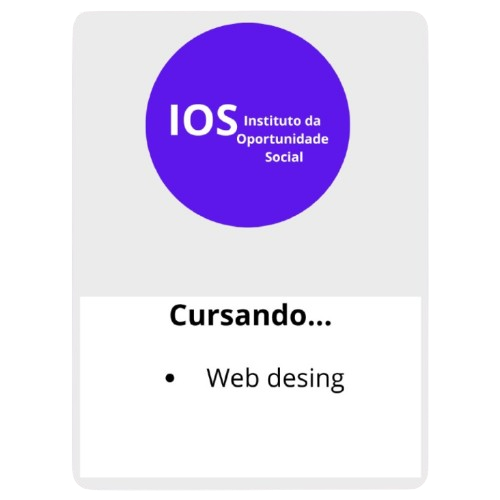 IOS Instituto da
Oportunidade
Social
Cursando...
• Web desing